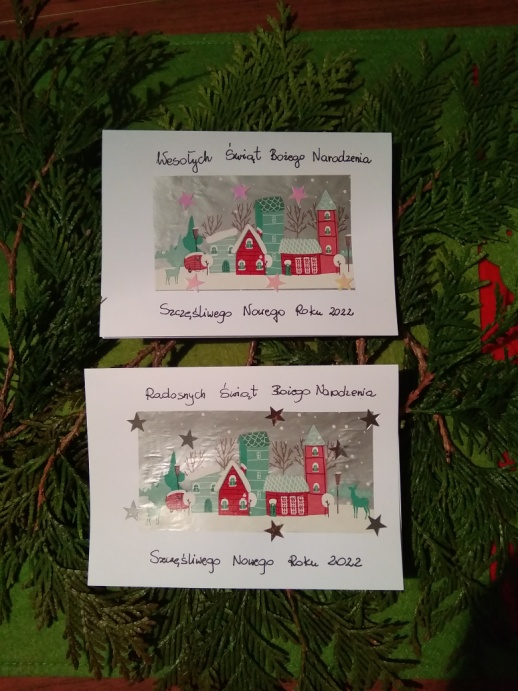 Wesołych Świąt Bożego Narodzenia
Szczęśliwego Nowego Roku 2022
Radosnych Świąt Bożego Narodzenia
Szczęśliwego Nowego Roku 2022